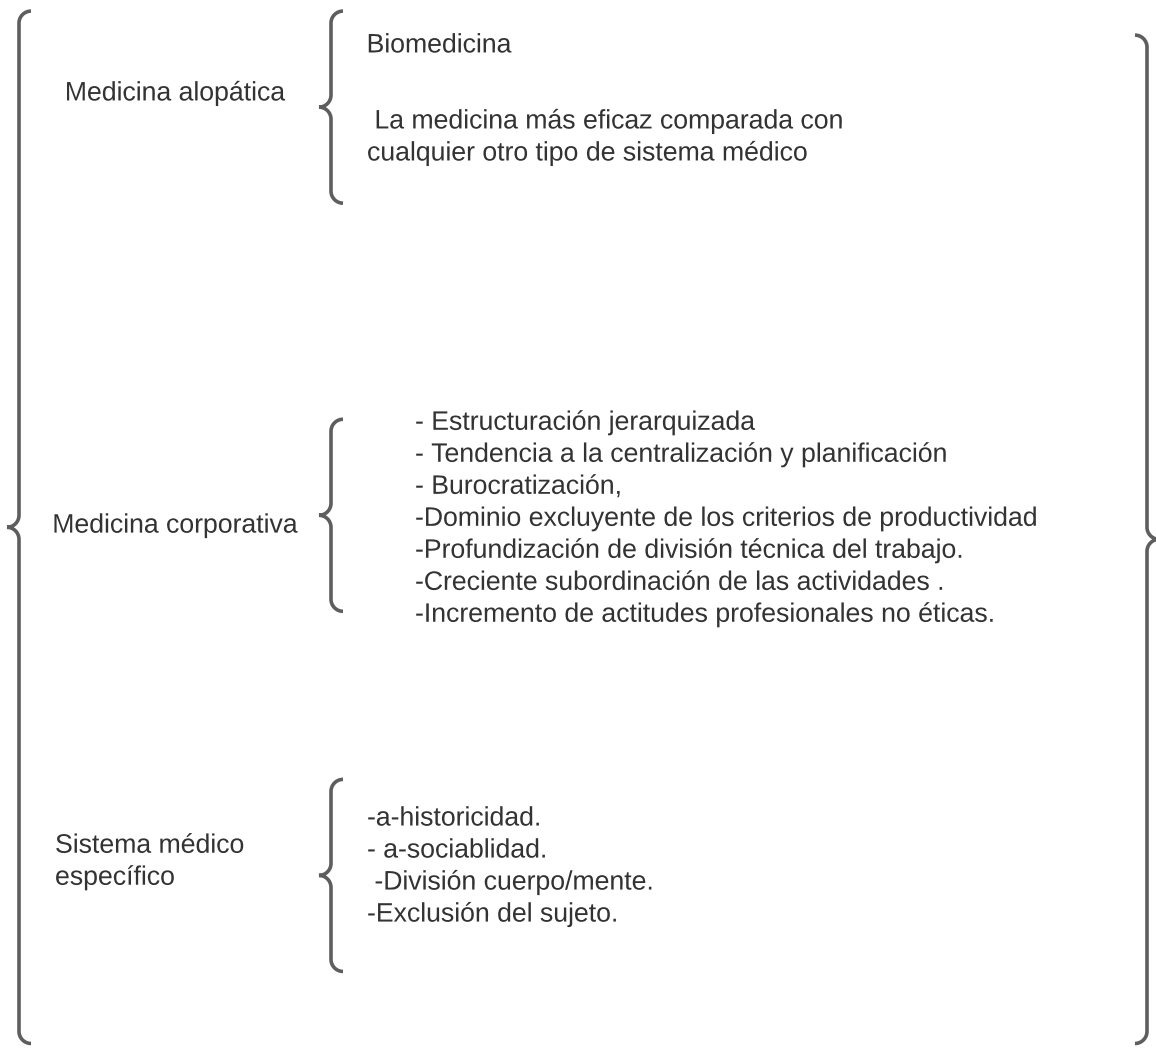 Medicina alopática
Biomedicina
La medicina más eficaz comparada con
cualquier otro tipo de sistema médico
Medicina corporativa
- Estructuración jerarquizada
- Tendencia a la centralización y planificación
- Burocratización,
-Dominio excluyente de los criterios de productividad
-Profundización de división técnica del trabajo.
-Creciente subordinación de las actividades .
-Incremento de actitudes profesionales no éticas.
Sistema médico
específico
-a-historicidad.
- a-sociablidad.
-División cuerpo/mente.
-Exclusión del sujeto.